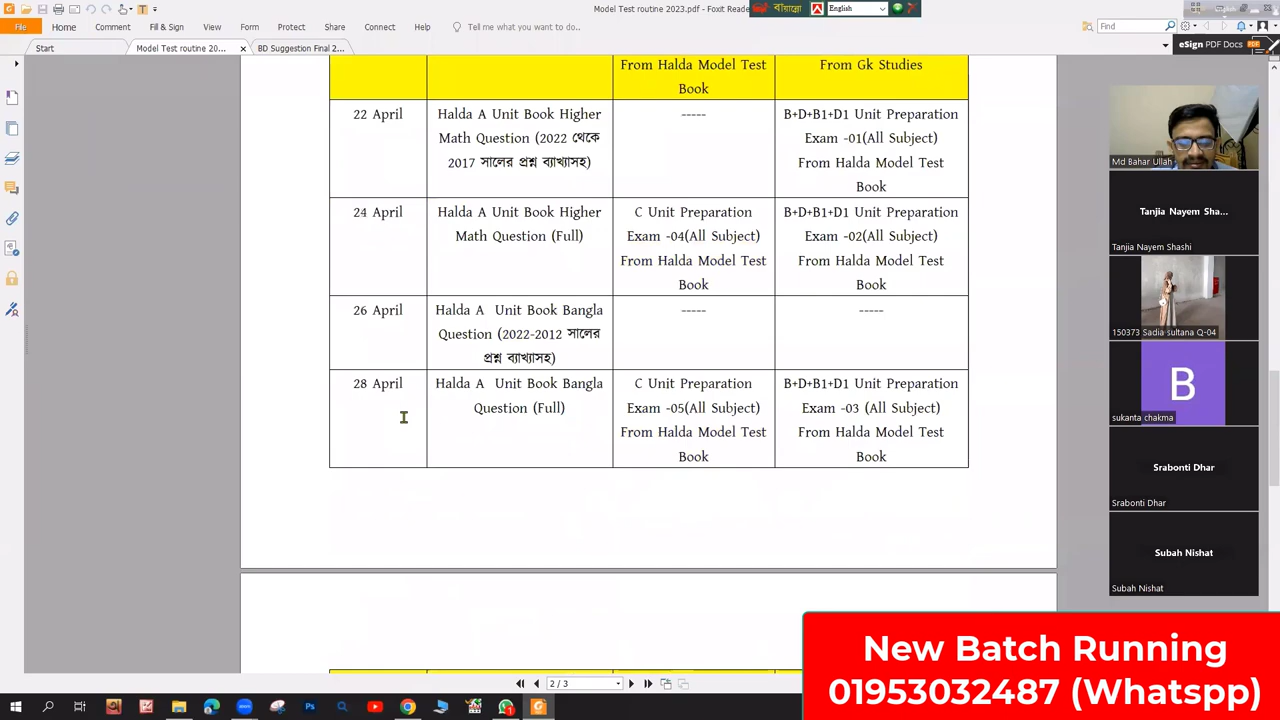 Model Test routine 2023.pdf - Foxit Reade
বাংলা
English
File
Home
Comment
Fill & Sign
View
Form
Protect
Share
Connect
Help
Tell me what you want to do..
Find
Start
Model Test routine 20...
BD Suggestion Final 2...
eSign PDF Docs
From Halda Model Test
Book
From Gk Studies
22 April
Halda A Unit Book Higher
Math Question (2022 থেকে
2017 সালের প্রশ্ন ব্যাখ্যাসহ)
-----
B+D+B1+D1 Unit Preparation
Exam -01(All Subject)
From Halda Model Test
Book
24 April
Halda A Unit Book Higher
Math Question (Full)
C Unit Preparation
Exam -04(All Subject)
From Halda Model Test
Book
B+D+B1+D1 Unit Preparation
Exam -02(All Subject)
From Halda Model Test
Book
26 April
Halda A Unit Book Bangla
Question (2022-2012 সালের
প্রশ্ন ব্যাখ্যাসহ)
-----
-----
28 April
Halda A Unit Book Bangla
Question (Full)
C Unit Preparation
Exam -05(All Subject)
From Halda Model Test
Book
B+D+B1+D1 Unit Preparation
Exam -03 (All Subject)
From Halda Model Test
Book
2 / 3
Md Bahar Ullah
Tanjia Nayem Sha...
Tanjia Nayem Shashi
150373 Sadia sultana Q-04
B
sukanta chakma
Srabonti Dhar
Srabonti Dhar
Subah Nishat
Subah Nishat
New Batch Running
01953032487 (Whatspp)